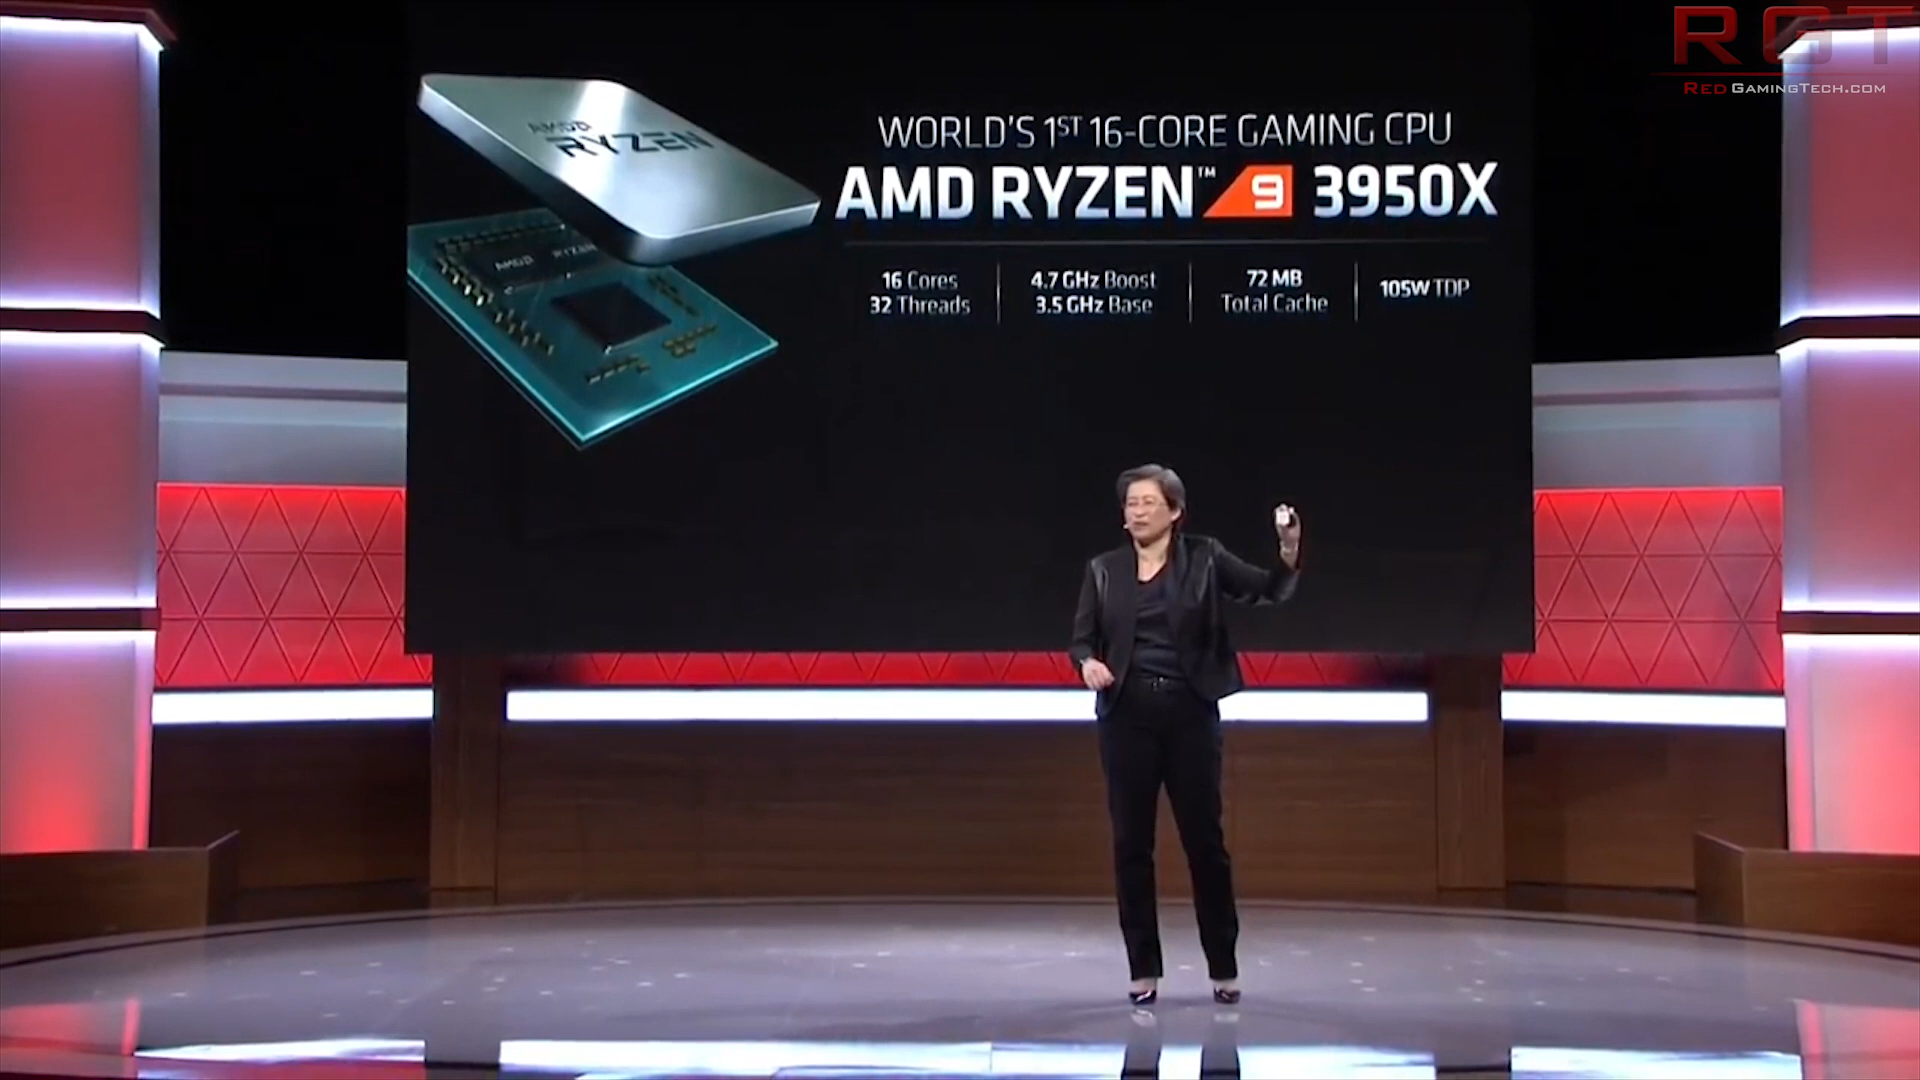 RGT
RED GAMINGTECH.COM
WORLD'S 1ST 16-CORE GAMING CPU
AMD RYZEN™ 9 3950X
16 Cores
32 Threads
4.7 GHz Boost
3.5 GHz Base
72 MB
Total Cache
105W TDP
AMD
RYZEN
AMD RYZEN